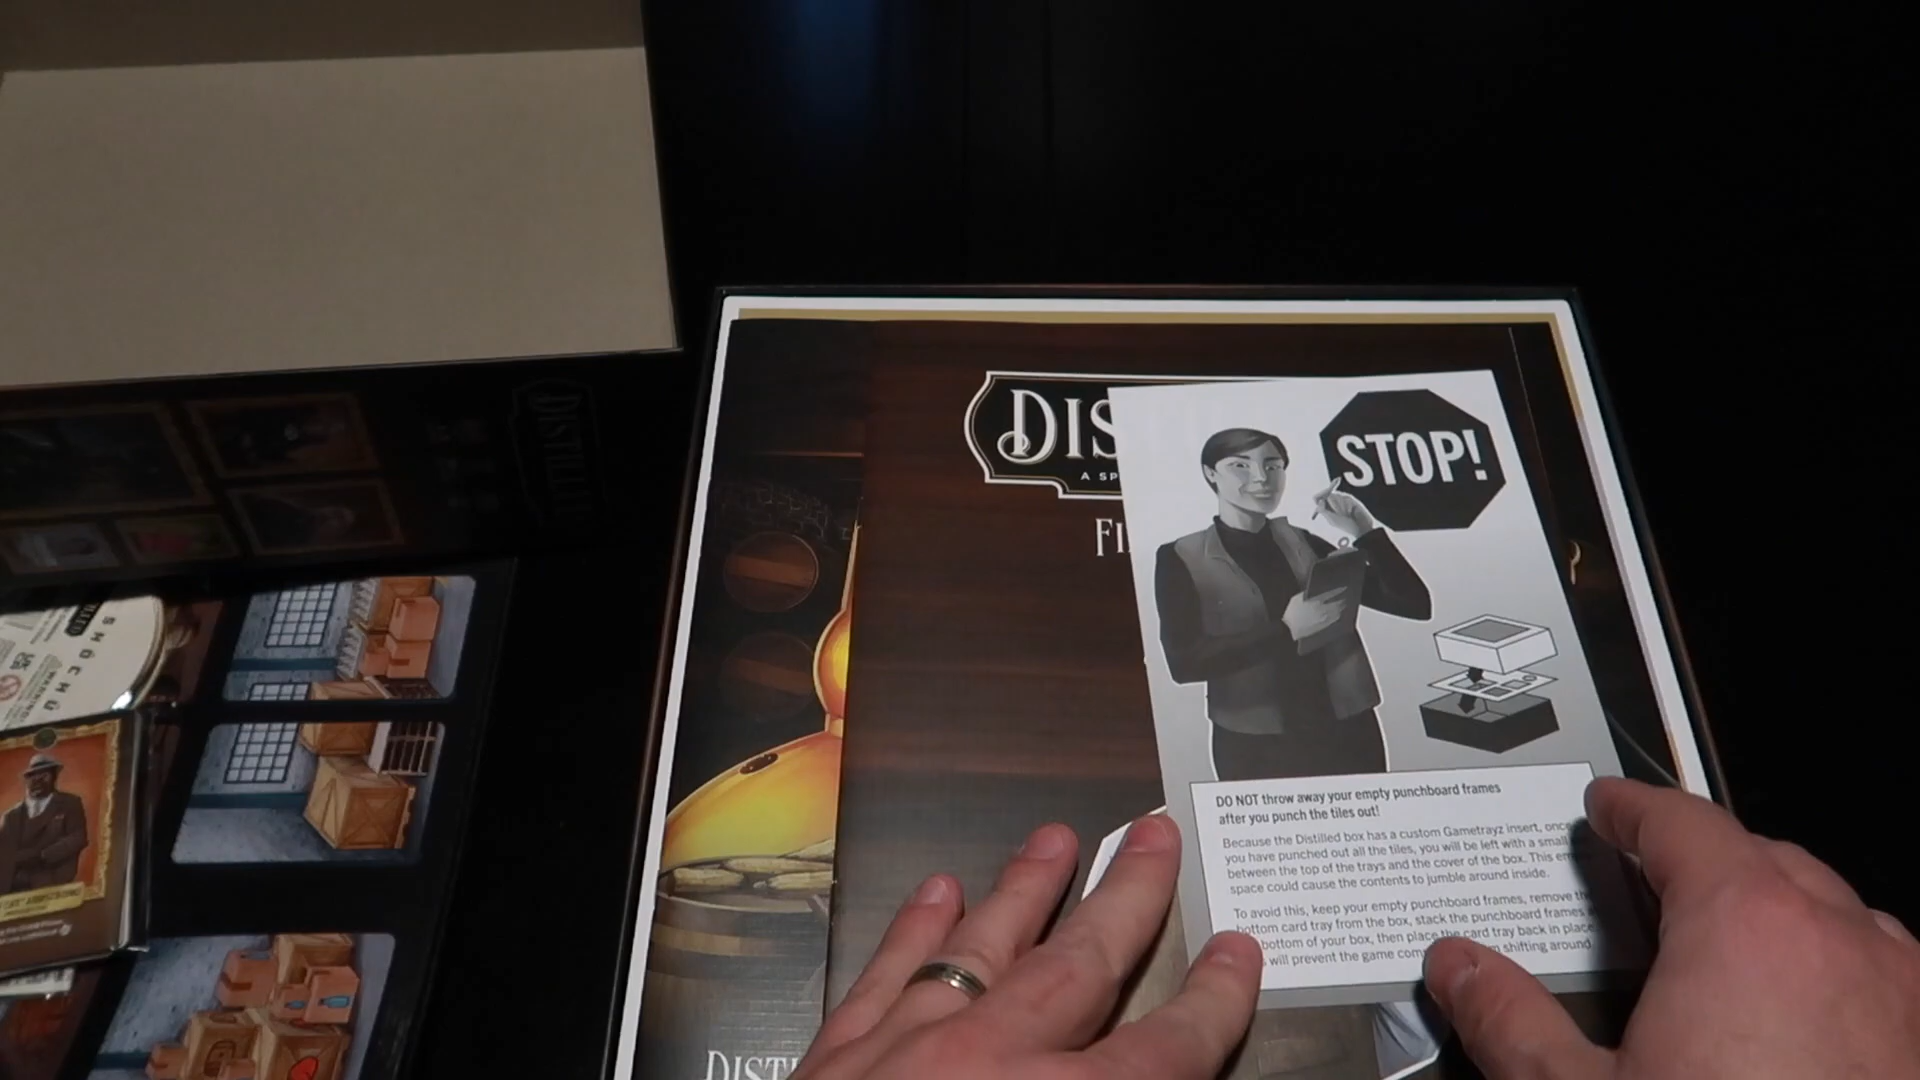 DIS
A SP
FI
STOP!
DO NOT throw away your empty punchboard frames
after you punch the tiles out!
Because the Distilled box has a custom Gametrayz insert, once
you have punched out all the tiles, you will be left with a small
between the top of the trays and the cover of the box. This em
space could cause the contents to jumble around inside.
To avoid this, keep your empty punchboard frames, remove the
bottom card tray from the box, stack the punchboard frames
bottom of your box, then place the card tray back in place.
will prevent the game com shifting around.
DISTI
DISTILLED
SHŌCHŪ